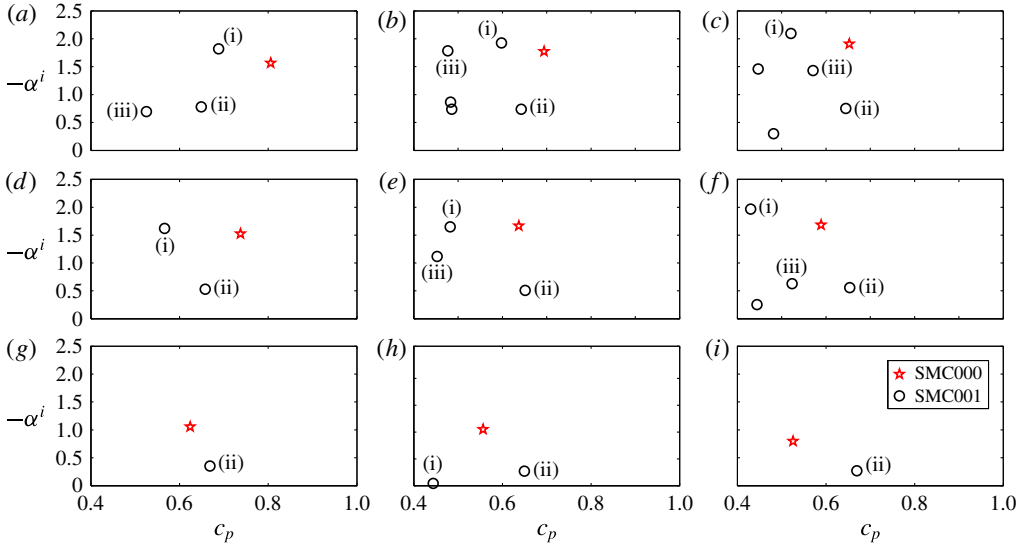 (a) (b) (c)
2.5 (i) (i) (i)
2.0
1.5 (iii) (iii)
−αⁱ
1.0 (iii) (ii) (ii) (ii)
0.5
0
(d) (e) (f)
2.5
2.0 (i) (i)
1.5 (i)
−αⁱ
1.0 (iii) (iii)
0.5 (ii) (ii) (ii)
0
(g) (h) (i)
2.5
2.0 SMC000
1.5 SMC001
−αⁱ
1.0
0.5 (ii) (i) (ii) (ii)
0
0.4 0.6 0.8 1.0 0.4 0.6 0.8 1.0 0.4 0.6 0.8 1.0
c_p c_p c_p